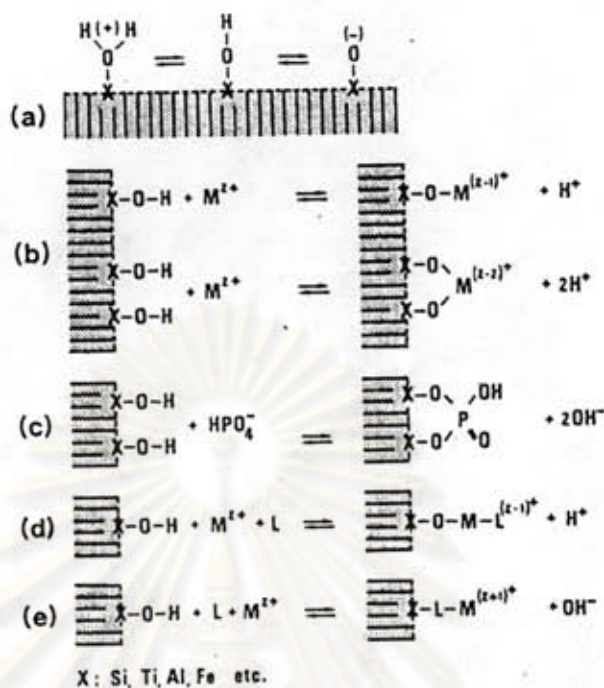 H (+) H H (-)
O ⇌ O ⇌ O
X X X
(a)
X-O-H + M^{z+} ⇌ X-O-M^{(z-1)+} + H⁺
(b)
X-O-H X-O
+ M^{z+} ⇌ M^{(z-2)+} + 2H⁺
X-O-H X-O
X-O-H X-O OH
(c) + HPO₄⁻ ⇌ P + 2OH⁻
X-O-H X-O O
(d) X-O-H + M^{z+} + L ⇌ X-O-M-L^{(z-1)+} + H⁺
(e) X-O-H + L + M^{z+} ⇌ X-L-M^{(z+1)+} + OH⁻
X: Si, Ti, Al, Fe etc.